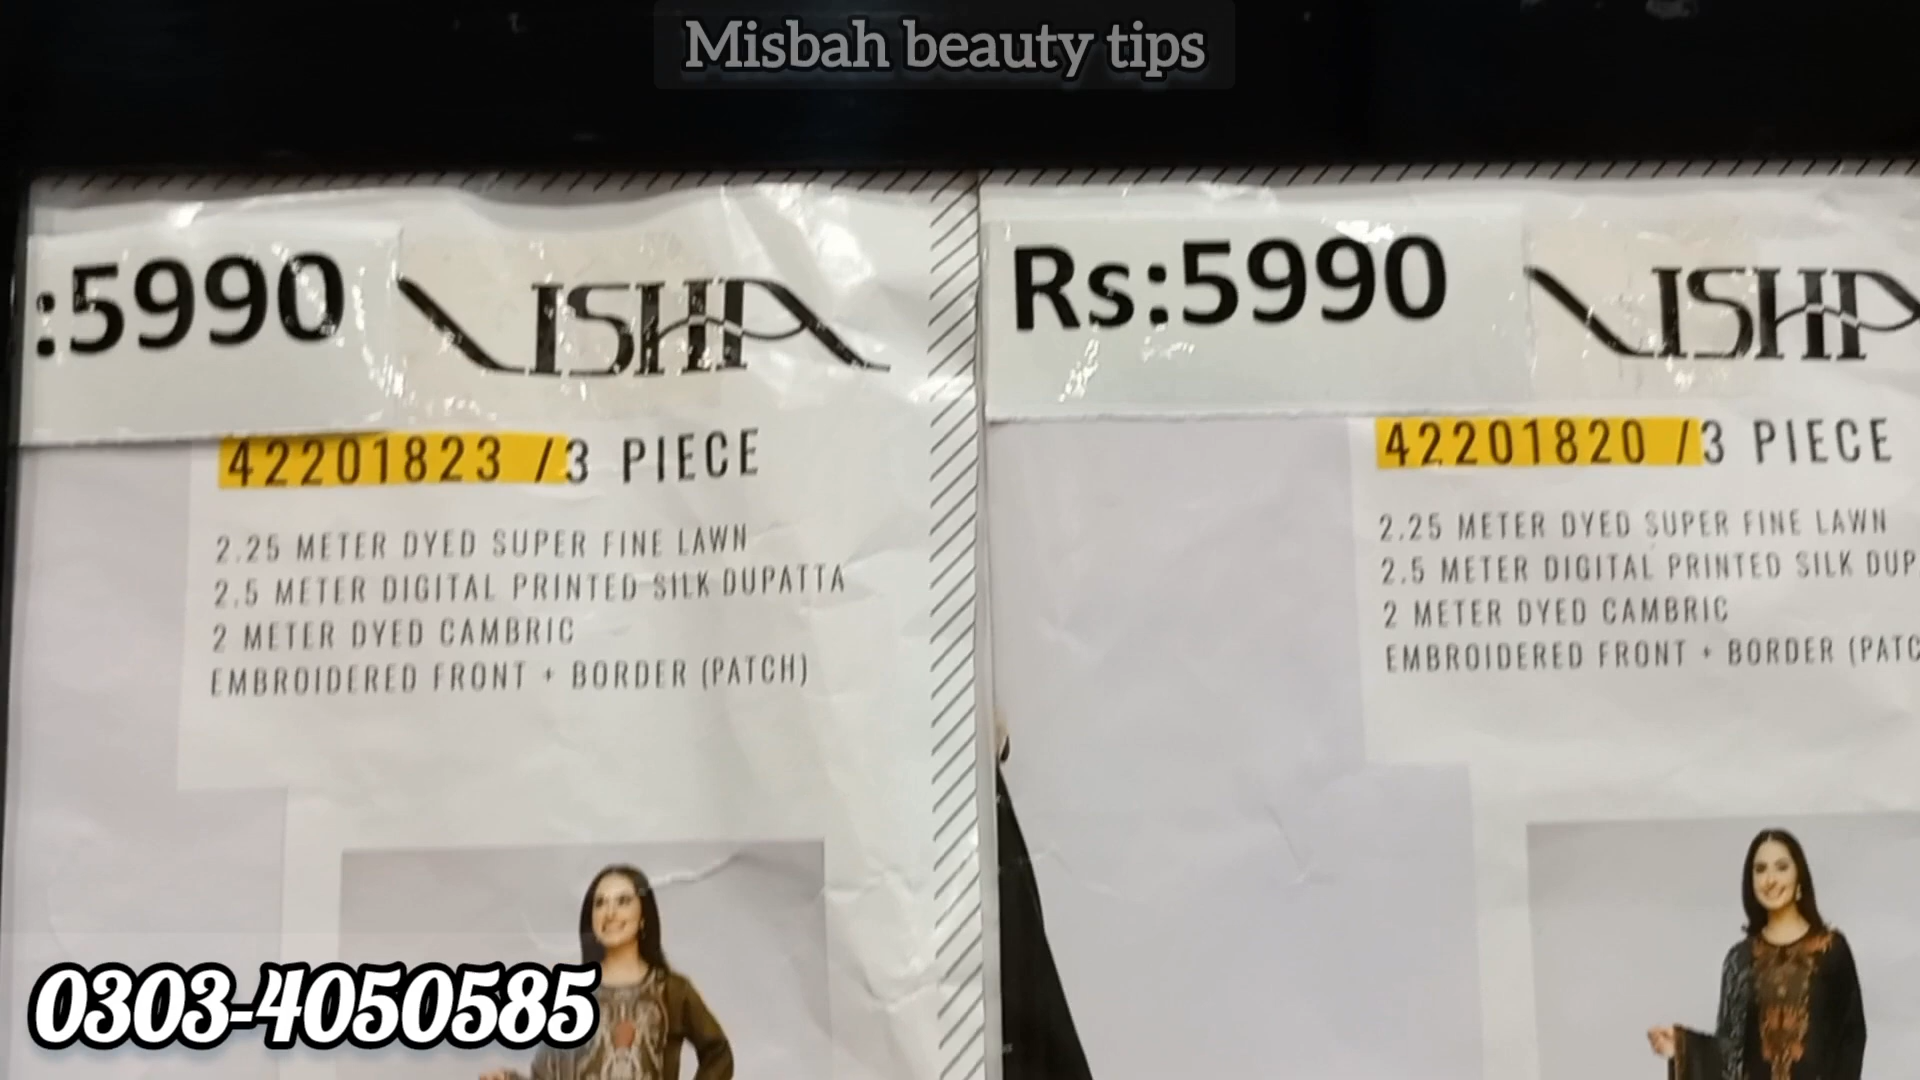 Misbah beauty tips
:5990
NISHA
42201823 /3 PIECE
2.25 METER DYED SUPER FINE LAWN
2.5 METER DIGITAL PRINTED SILK DUPATTA
2 METER DYED CAMBRIC
EMBROIDERED FRONT + BORDER (PATCH)
Rs:5990
NISHA
42201820 /3 PIECE
2.25 METER DYED SUPER FINE LAWN
2.5 METER DIGITAL PRINTED SILK DUP
2 METER DYED CAMBRIC
EMBROIDERED FRONT + BORDER (PATC
0303-4050585